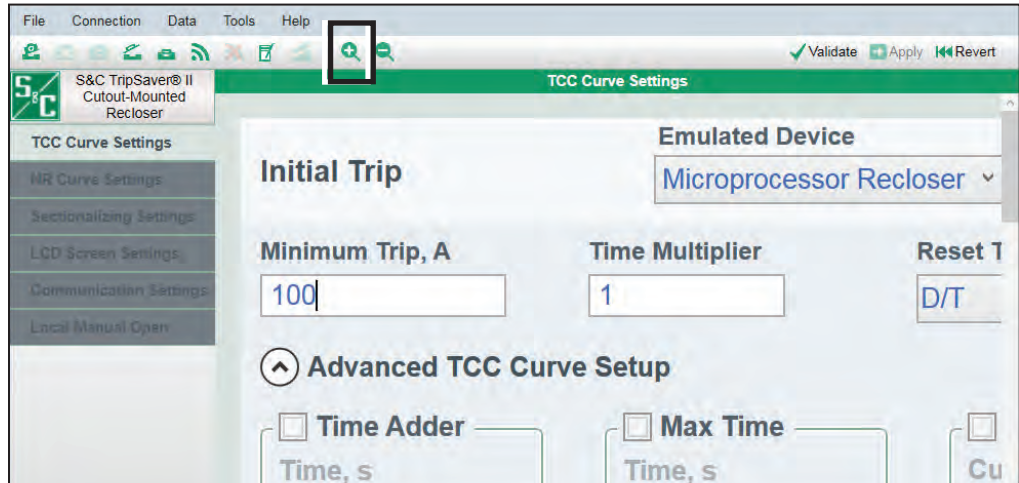 File Connection Data Tools Help
Validate Apply Revert
S&C
S&C TripSaver® II
Cutout-Mounted
Recloser
TCC Curve Settings
TCC Curve Settings
NR Curve Settings
Sectionalizing Settings
LCD Screen Settings
Communication Settings
Local Manual Open
Emulated Device
Initial Trip
Microprocessor Recloser
Minimum Trip, A Time Multiplier Reset T
100 1 D/T
Advanced TCC Curve Setup
Time Adder Max Time
Time, s Time, s Cu